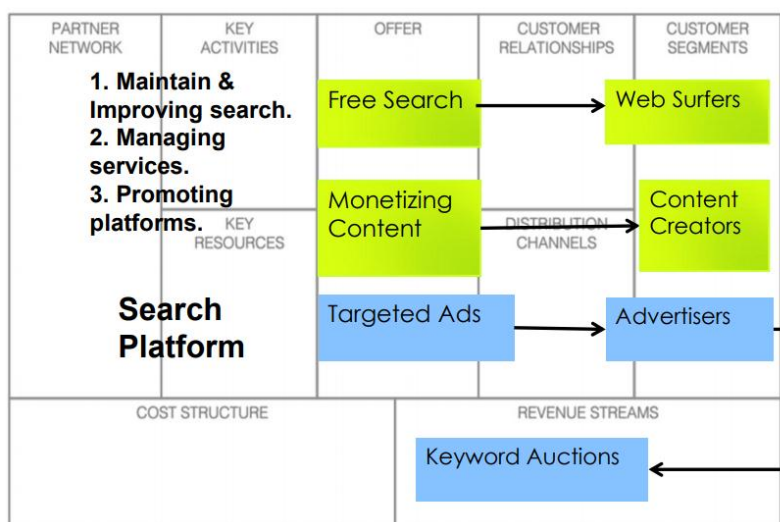 PARTNER
NETWORK
KEY
ACTIVITIES
OFFER
CUSTOMER
RELATIONSHIPS
CUSTOMER
SEGMENTS
1. Maintain &
Improving search.
2. Managing
services.
3. Promoting
platforms.
Free Search
Web Surfers
Monetizing
Content
Content
Creators
KEY
RESOURCES
DISTRIBUTION
CHANNELS
Search
Platform
Targeted Ads
Advertisers
COST STRUCTURE
REVENUE STREAMS
Keyword Auctions